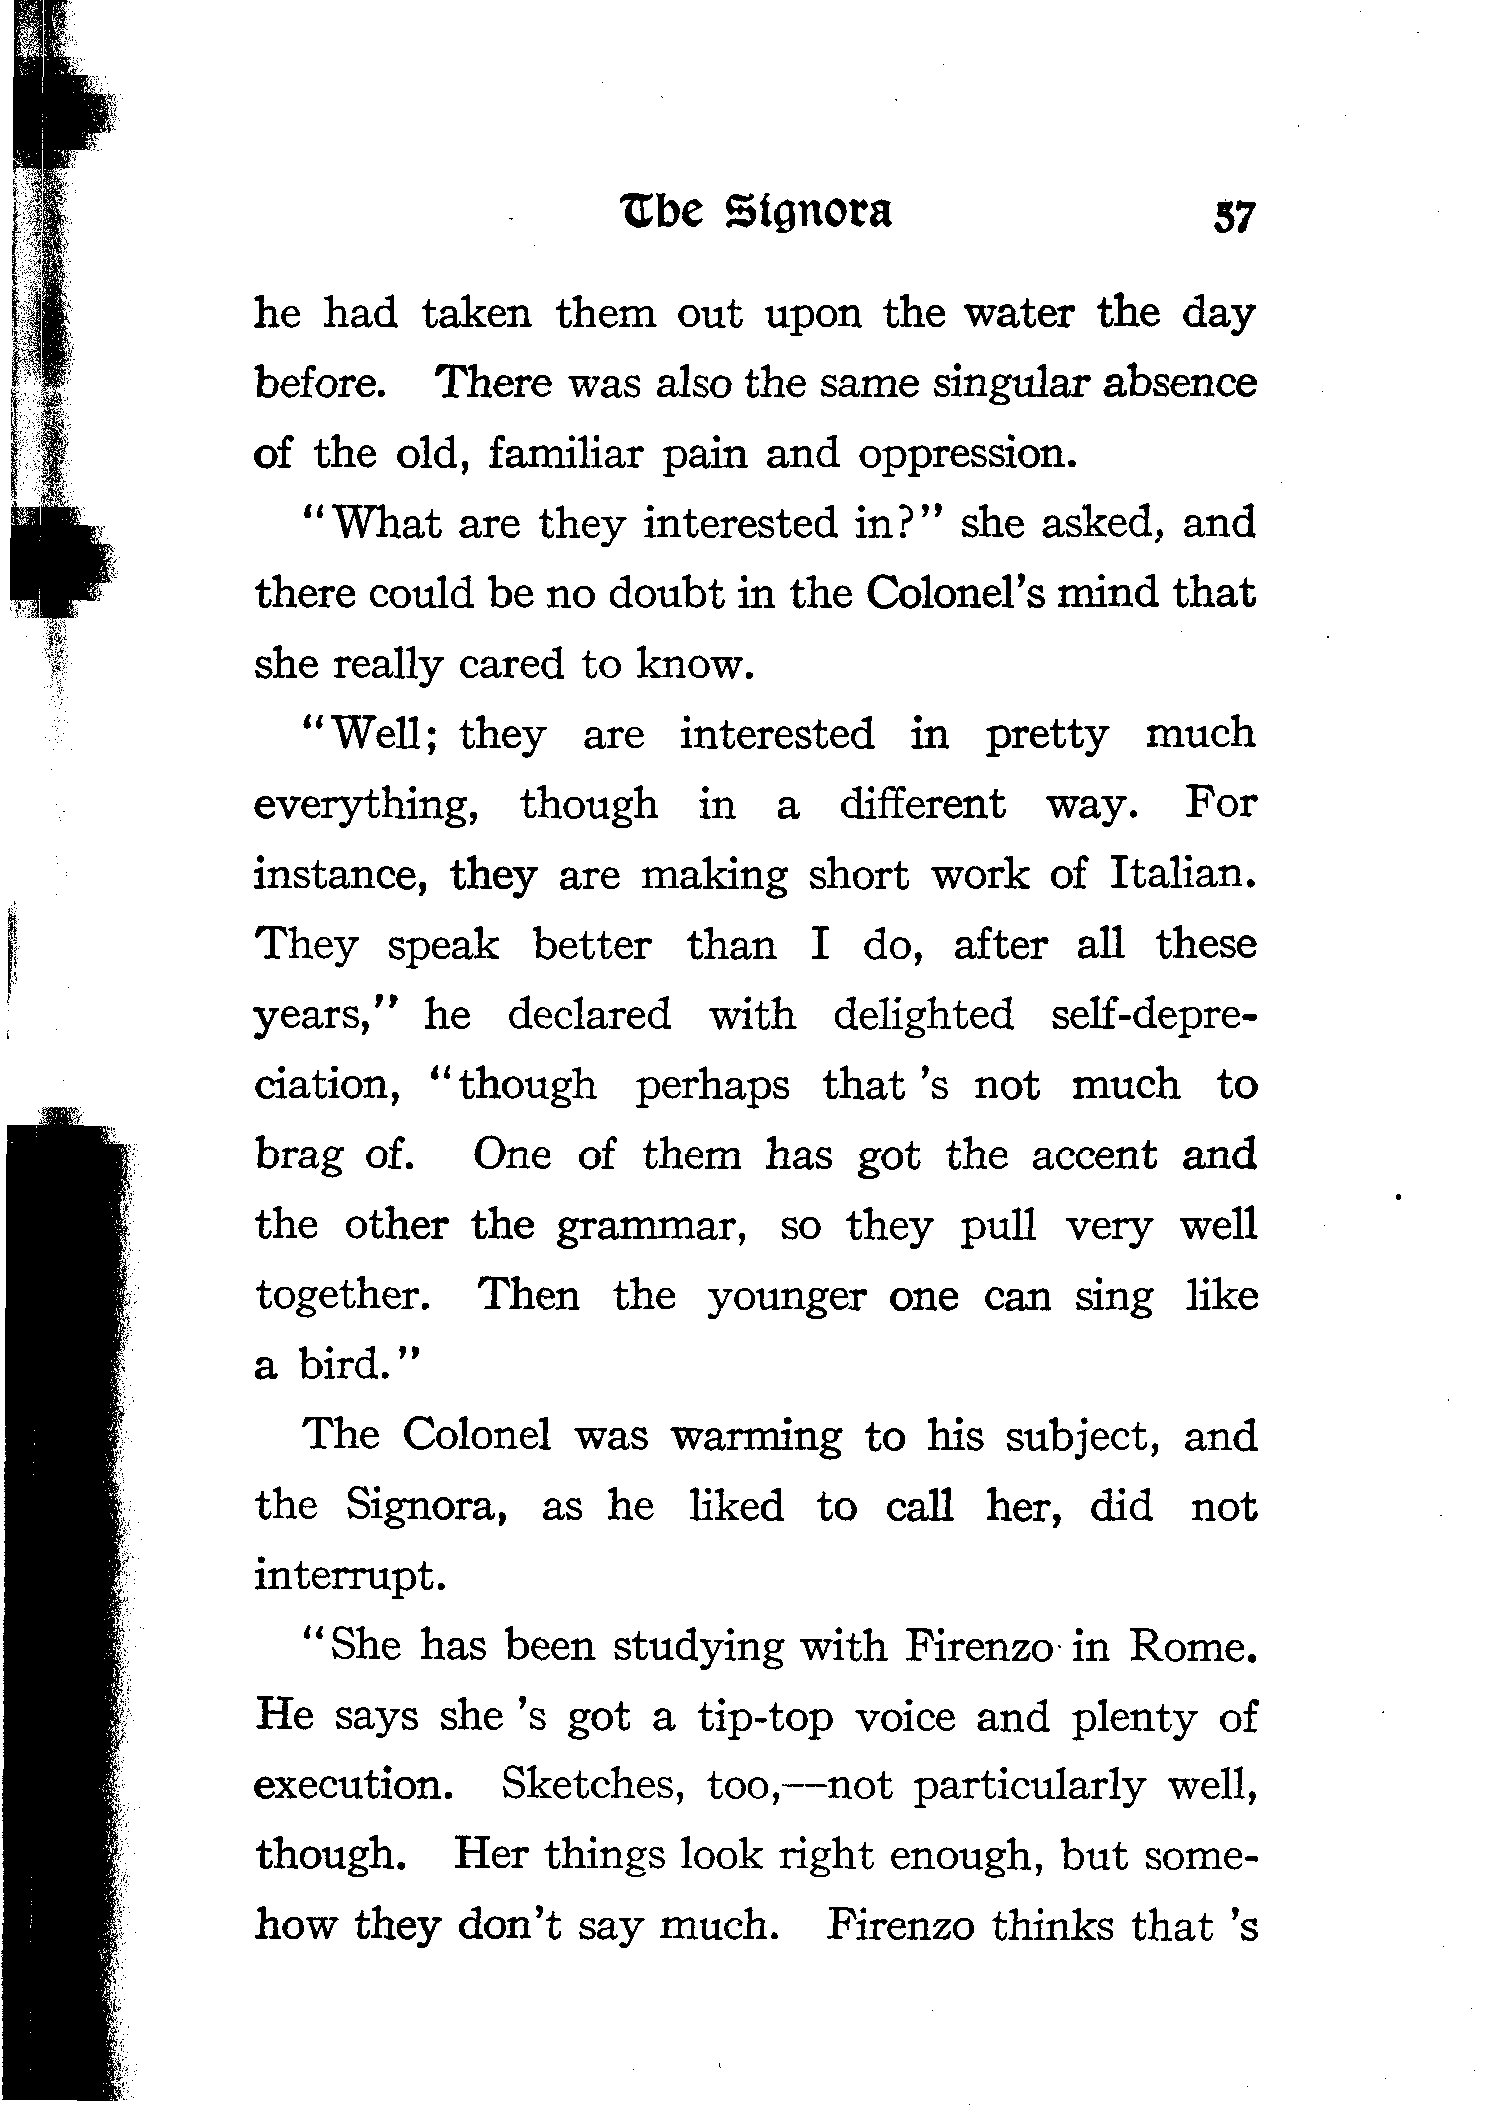 The Signora 57
he had taken them out upon the water the day
before. There was also the same singular absence
of the old, familiar pain and oppression.
"What are they interested in?" she asked, and
there could be no doubt in the Colonel's mind that
she really cared to know.
"Well; they are interested in pretty much
everything, though in a different way. For
instance, they are making short work of Italian.
They speak better than I do, after all these
years," he declared with delighted self-depre-
ciation, "though perhaps that 's not much to
brag of. One of them has got the accent and
the other the grammar, so they pull very well
together. Then the younger one can sing like
a bird."
The Colonel was warming to his subject, and
the Signora, as he liked to call her, did not
interrupt.
"She has been studying with Firenzo in Rome.
He says she 's got a tip-top voice and plenty of
execution. Sketches, too,—not particularly well,
though. Her things look right enough, but some-
how they don't say much. Firenzo thinks that 's